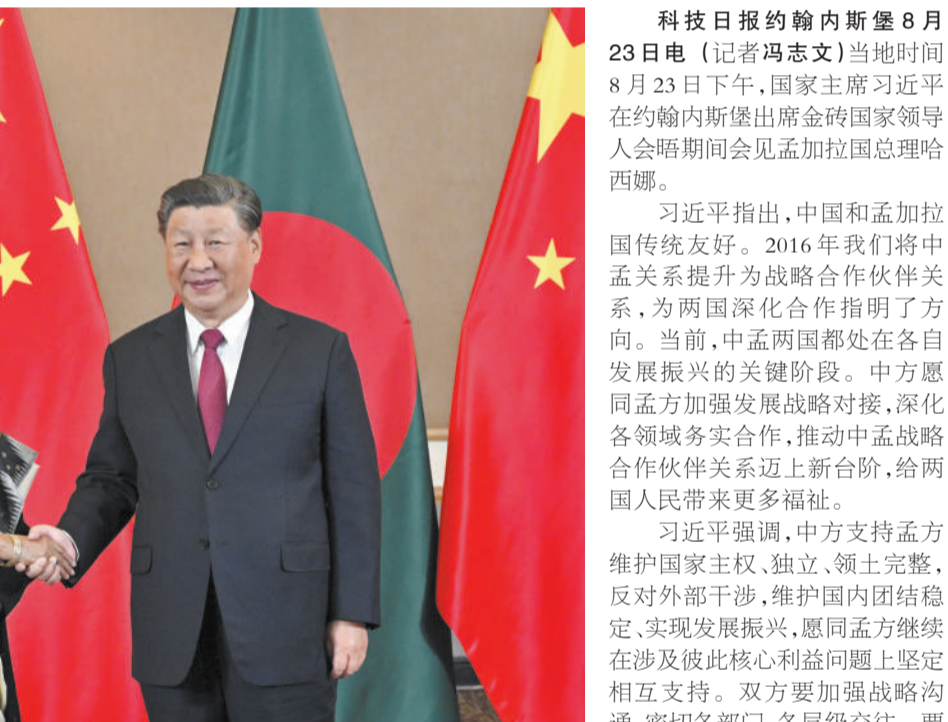 科技日报约翰内斯堡8月
23日电（记者冯志文）当地时间
8月23日下午，国家主席习近平
在约翰内斯堡出席金砖国家领导
人会晤期间会见孟加拉国总理哈
西娜。
习近平指出，中国和孟加拉
国传统友好。2016年我们将中
孟关系提升为战略合作伙伴关
系，为两国深化合作指明了方
向。当前，中孟两国都处在各自
发展振兴的关键阶段。中方愿
同孟方加强发展战略对接，深化
各领域务实合作，推动中孟战略
合作伙伴关系迈上新台阶，给两
国人民带来更多福祉。
习近平强调，中方支持孟方
维护国家主权、独立、领土完整，
反对外部干涉，维护国内团结稳
定、实现发展振兴，愿同孟方继续
在涉及彼此核心利益问题上坚定
相互支持。双方要加强战略沟
通，密切各部门、各层级交往，两